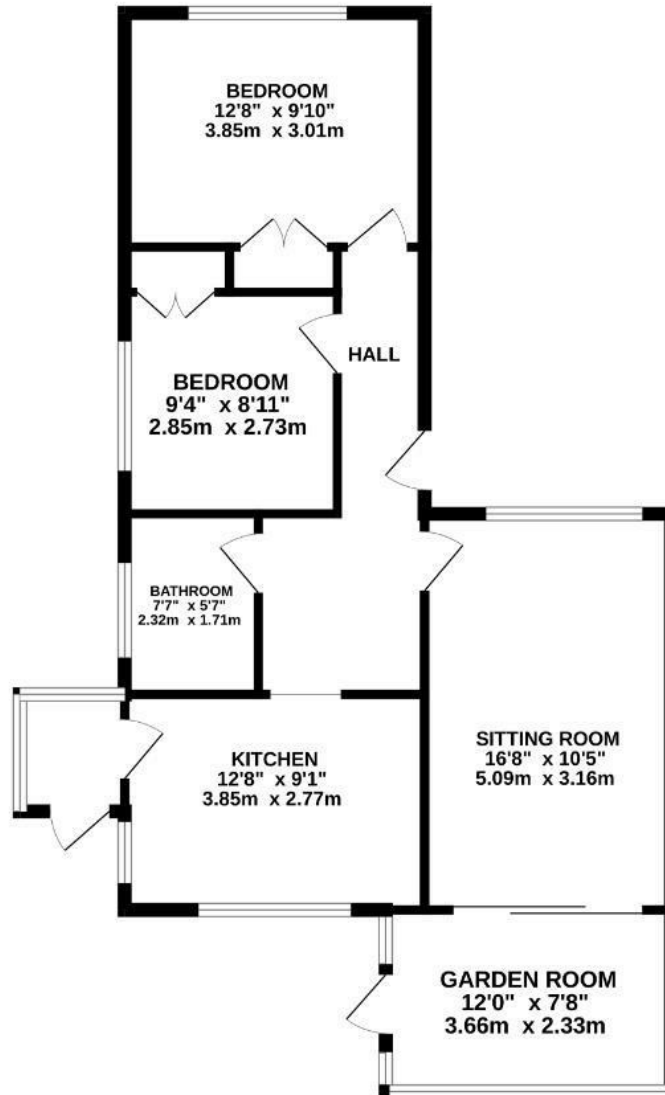 BEDROOM
12'8" x 9'10"
3.85m x 3.01m
HALL
BEDROOM
9'4" x 8'11"
2.85m x 2.73m
BATHROOM
7'7" x 5'7"
2.32m x 1.71m
KITCHEN
12'8" x 9'1"
3.85m x 2.77m
SITTING ROOM
16'8" x 10'5"
5.09m x 3.16m
GARDEN ROOM
12'0" x 7'8"
3.66m x 2.33m